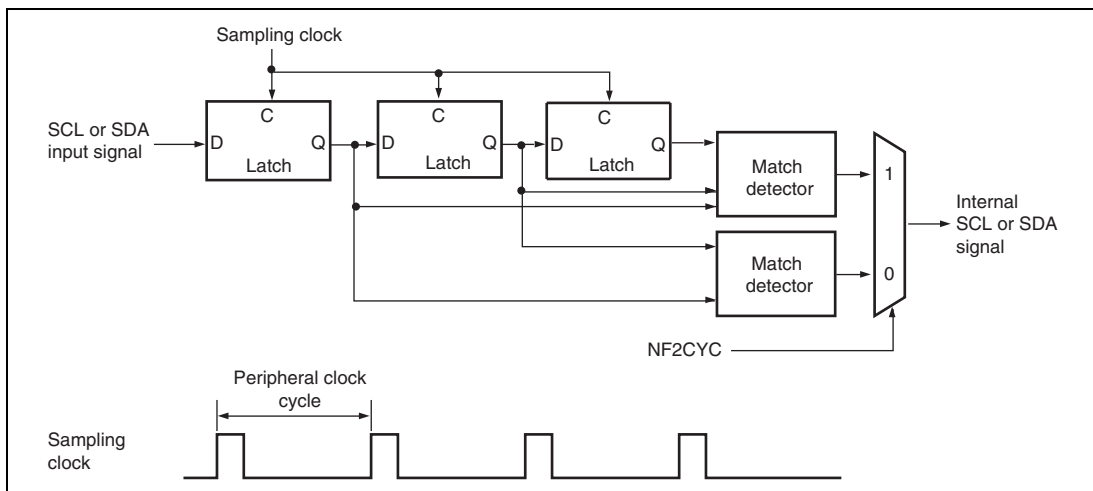 Sampling clock
SCL or SDA
input signal
C
D
Q
Latch
C
D
Q
Latch
C
D
Q
Latch
Match
detector
Match
detector
1
0
Internal
SCL or SDA
signal
NF2CYC
Peripheral clock
cycle
Sampling
clock